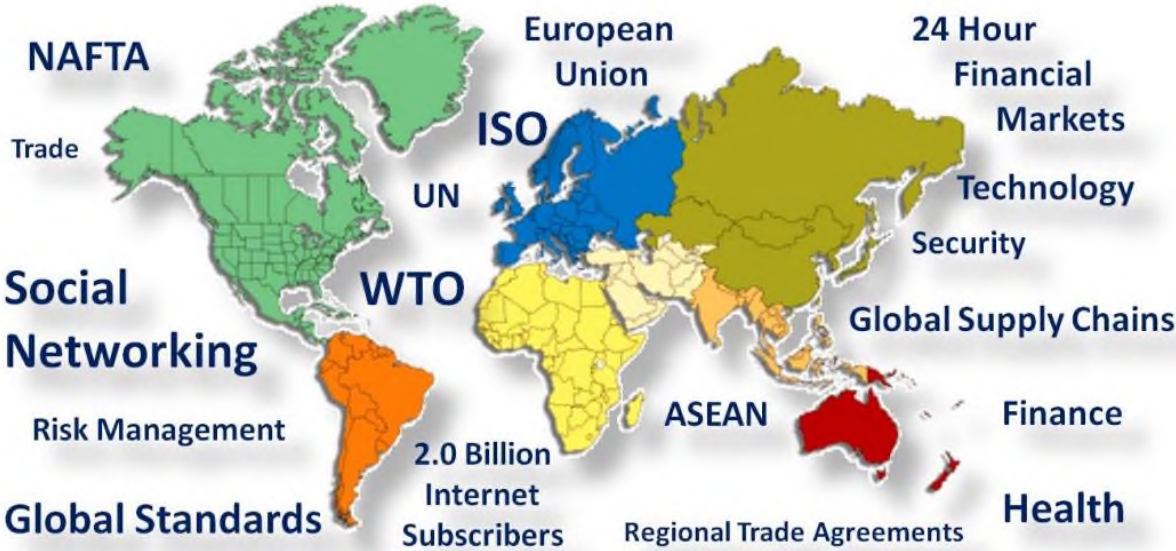 NAFTA
European
Union
24 Hour
Financial
Markets
ISO
Trade
UN
Technology
Security
Social
Networking
WTO
Global Supply Chains
Risk Management
ASEAN
Finance
2.0 Billion
Internet
Subscribers
Global Standards
Regional Trade Agreements
Health